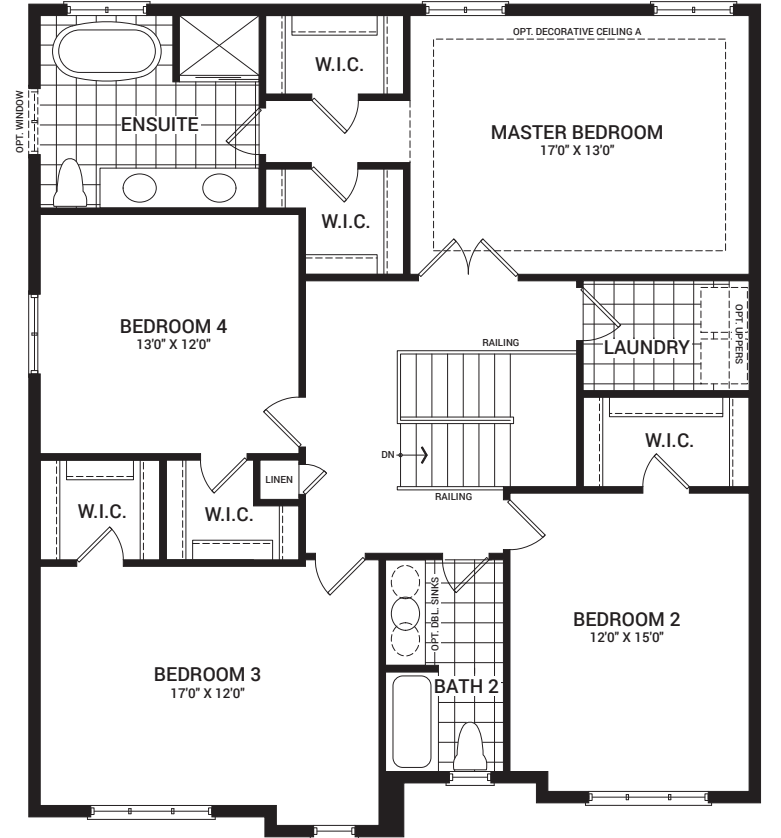 OPT. DECORATIVE CEILING A
W.I.C.
OPT. WINDOW
ENSUITE
MASTER BEDROOM
17'0" X 13'0"
W.I.C.
BEDROOM 4
13'0" X 12'0"
RAILING
LAUNDRY
OPT. UPPERS
DN
W.I.C.
LINEN
RAILING
W.I.C.
W.I.C.
OPT. DBL. SINKS
BEDROOM 2
12'0" X 15'0"
BEDROOM 3
17'0" X 12'0"
BATH 2